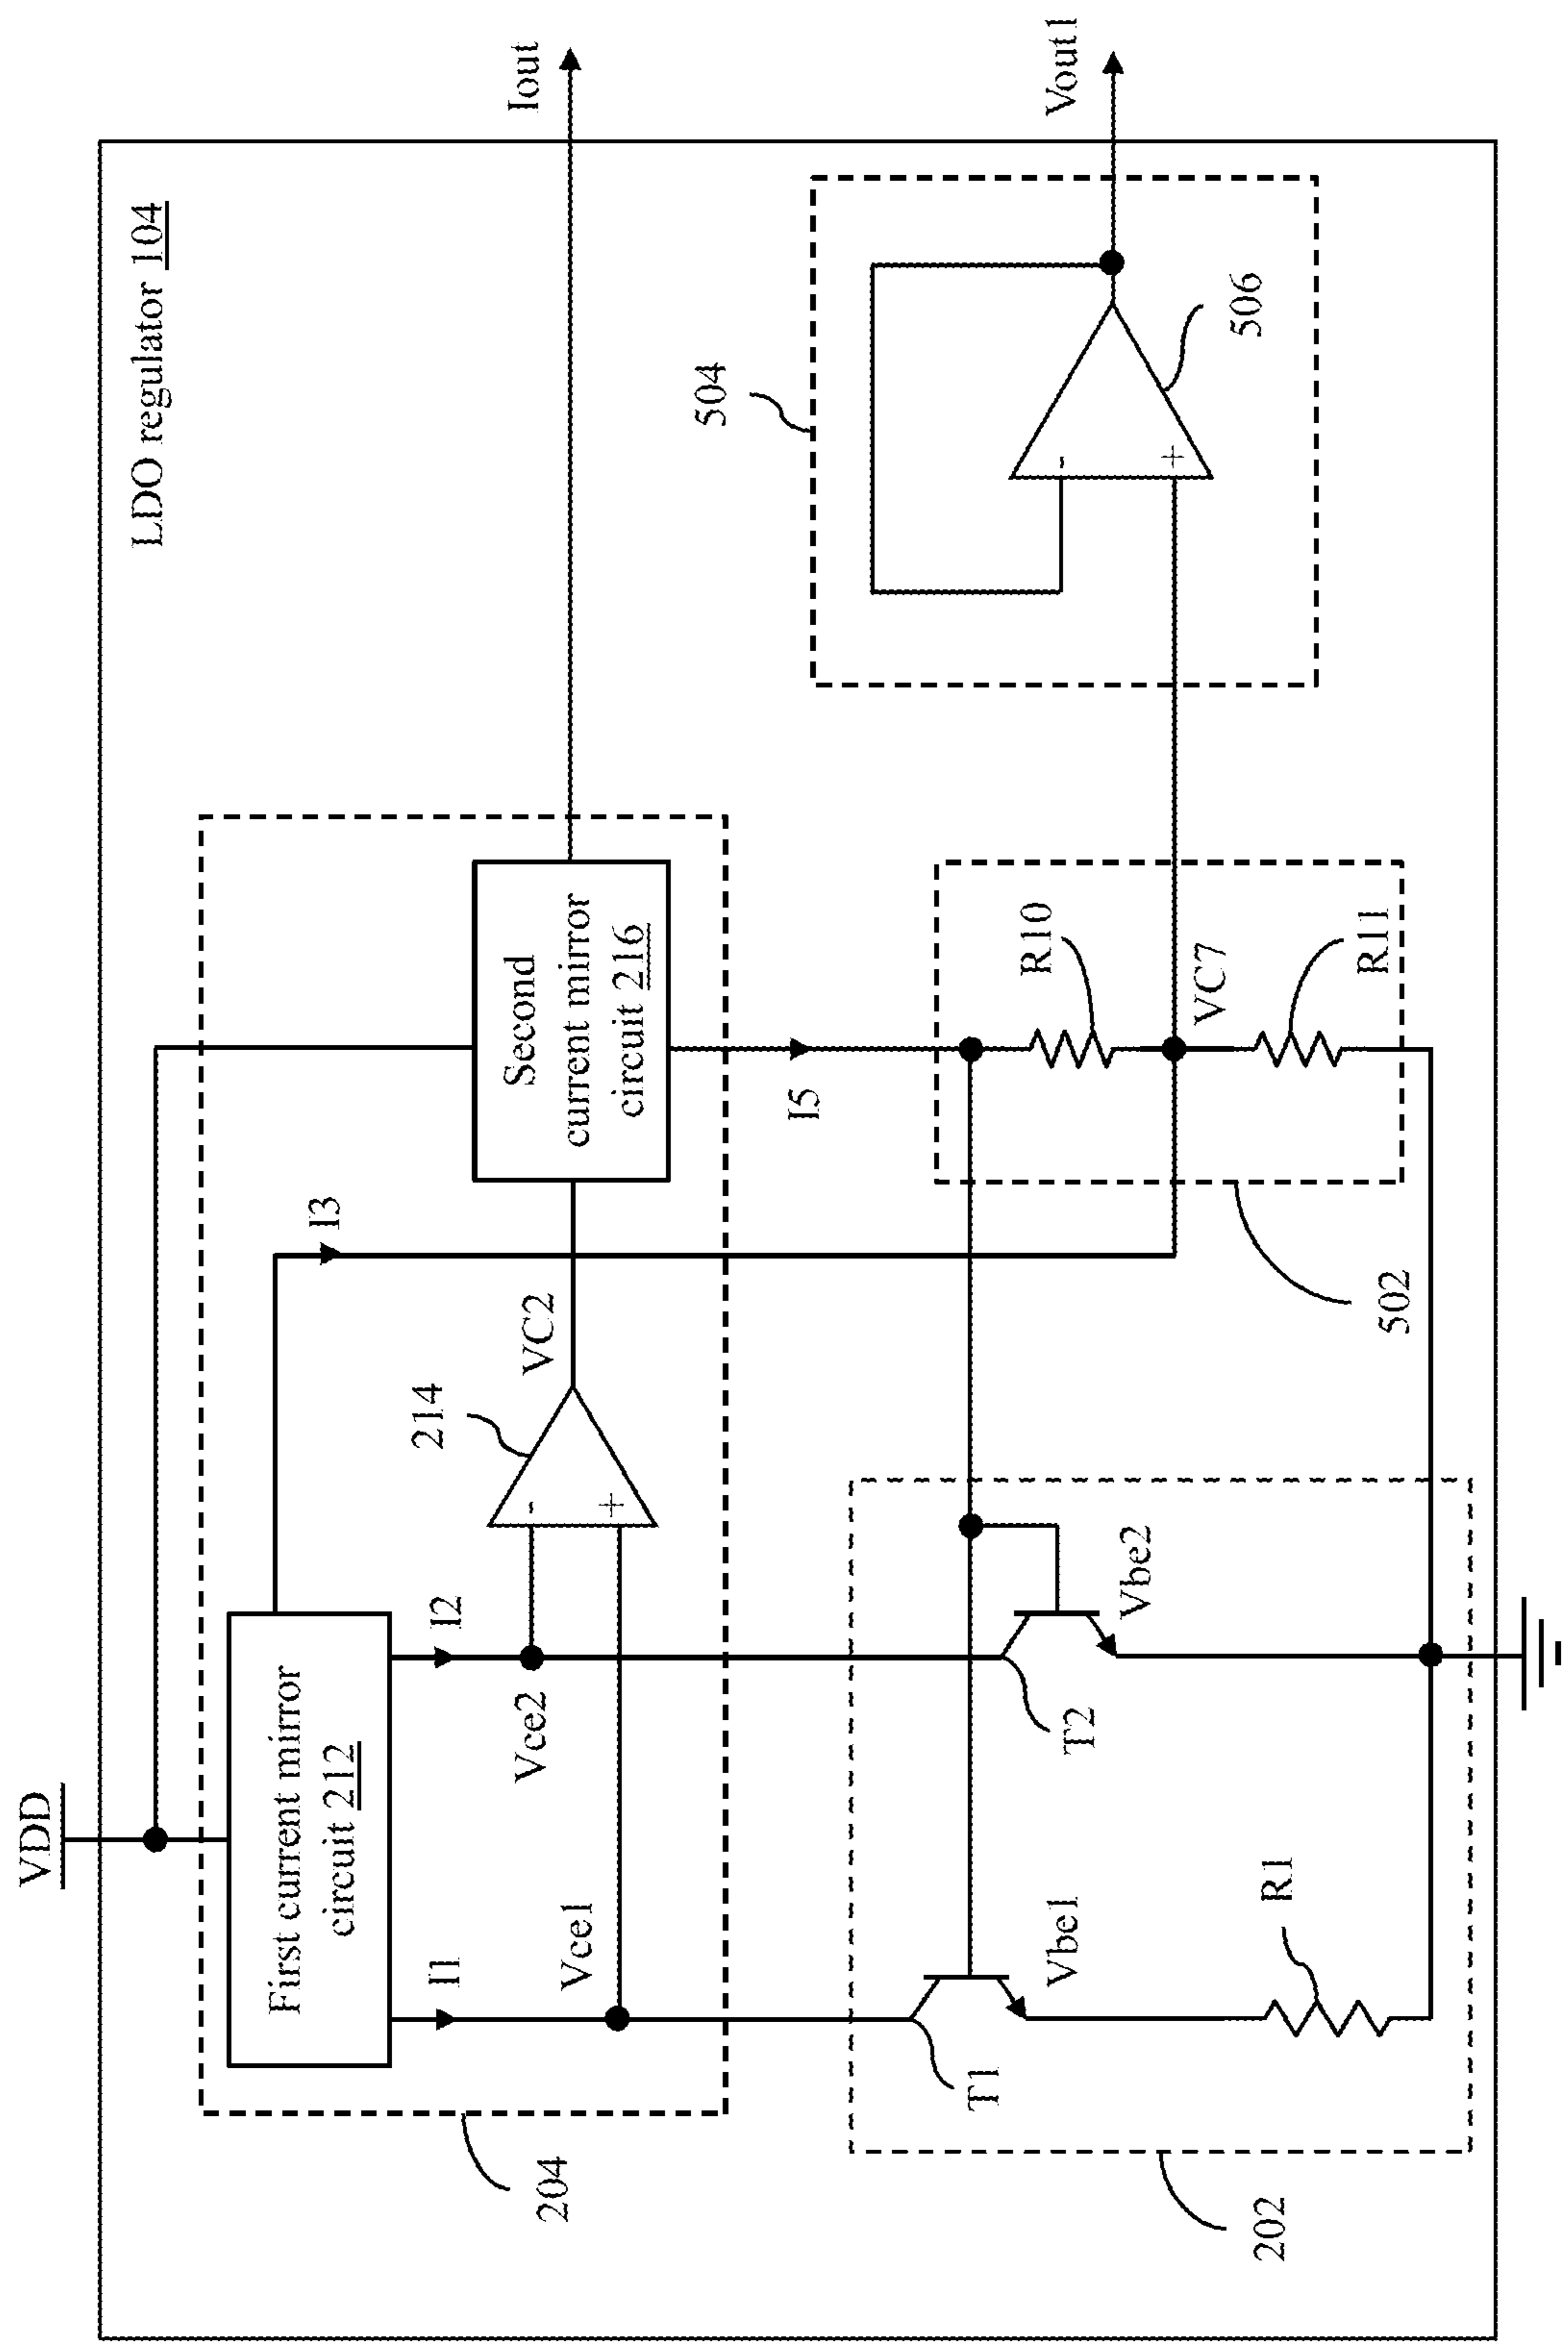 LDO regulator 104
VDD
First current mirror
circuit 212
I1
I2
I3
Vce1
Vce2
-
+
214
VC2
Second
current mirror
circuit 216
Iout
204
I5
T1
Vbe1
R1
T2
Vbe2
202
R10
VC7
R11
502
504
-
+
506
Vout1